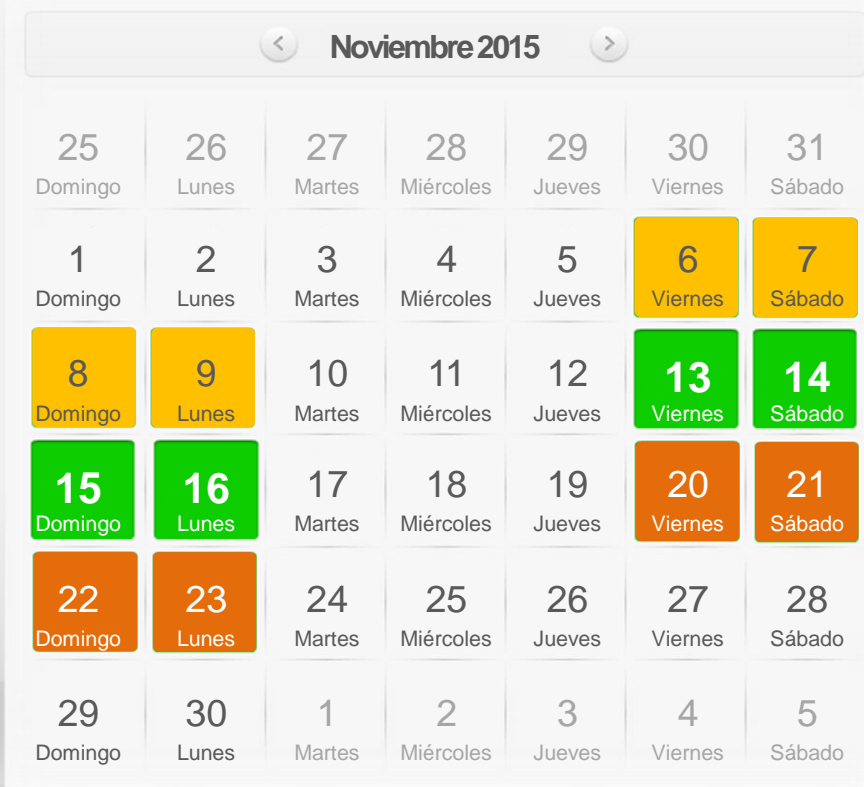 Noviembre 2015
25 26 27 28 29 30 31
Domingo Lunes Martes Miércoles Jueves Viernes Sábado
1 2 3 4 5 6 7
Domingo Lunes Martes Miércoles Jueves Viernes Sábado
8 9 10 11 12 13 14
Domingo Lunes Martes Miércoles Jueves Viernes Sábado
15 16 17 18 19 20 21
Domingo Lunes Martes Miércoles Jueves Viernes Sábado
22 23 24 25 26 27 28
Domingo Lunes Martes Miércoles Jueves Viernes Sábado
29 30 1 2 3 4 5
Domingo Lunes Martes Miércoles Jueves Viernes Sábado